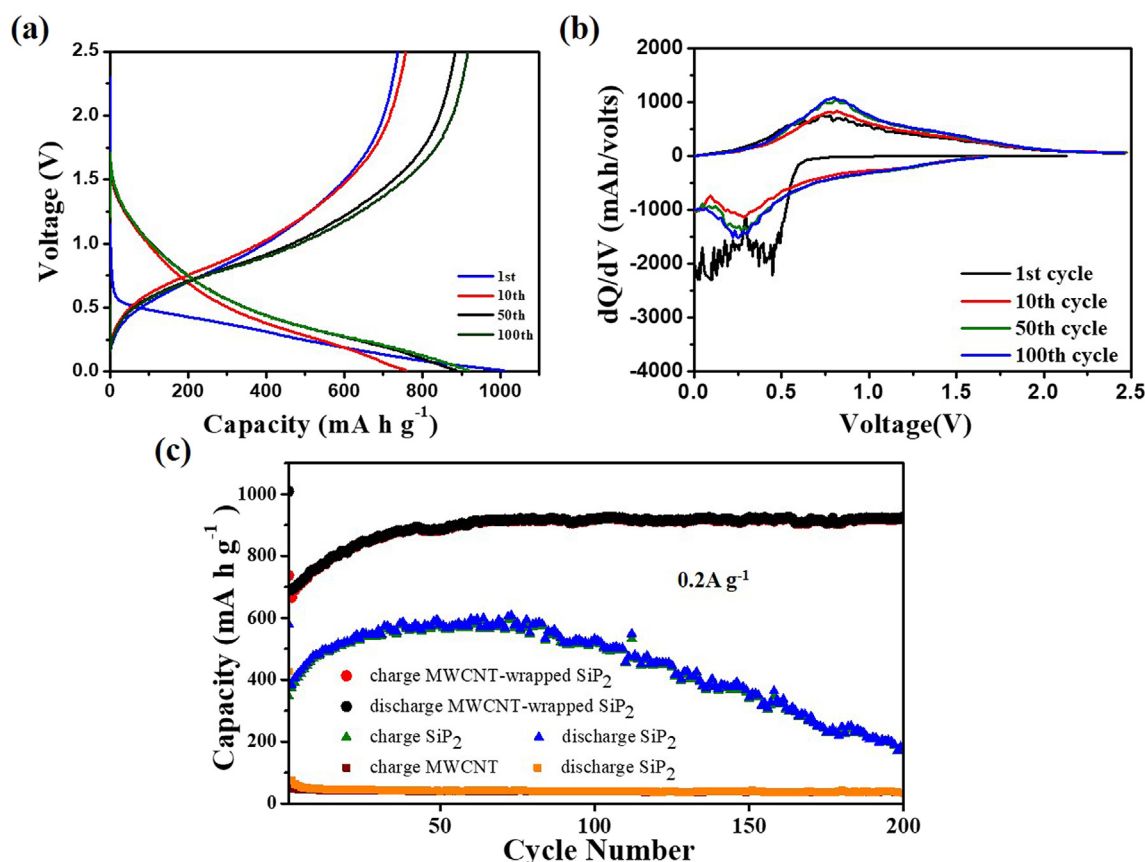 (a)
2.5
2.0
1.5
1.0
0.5
0.0
Voltage (V)
0 200 400 600 800 1000
Capacity (mA h g⁻¹)
1st
10th
50th
100th
(b)
2000
1000
0
-1000
-2000
-3000
-4000
dQ/dV (mAh/volts)
0.0 0.5 1.0 1.5 2.0 2.5
Voltage(V)
1st cycle
10th cycle
50th cycle
100th cycle
(c)
1000
800
600
400
200
0
Capacity (mA h g⁻¹)
50 100 150 200
Cycle Number
0.2A g⁻¹
charge MWCNT-wrapped SiP₂
discharge MWCNT-wrapped SiP₂
charge SiP₂ discharge SiP₂
charge MWCNT discharge SiP₂